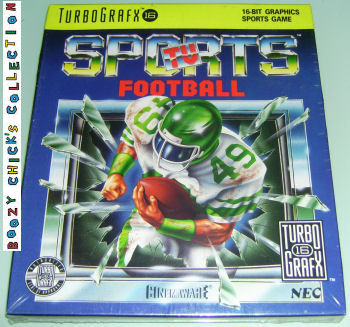 BOOZY CHICK'S COLLECTION
TURBOGRAFX 16
16-BIT GRAPHICS
SPORTS GAME
TV
SPORTS
FOOTBALL
49
49
CINEMAWARE
TURBO
16
GRAFX
NEC